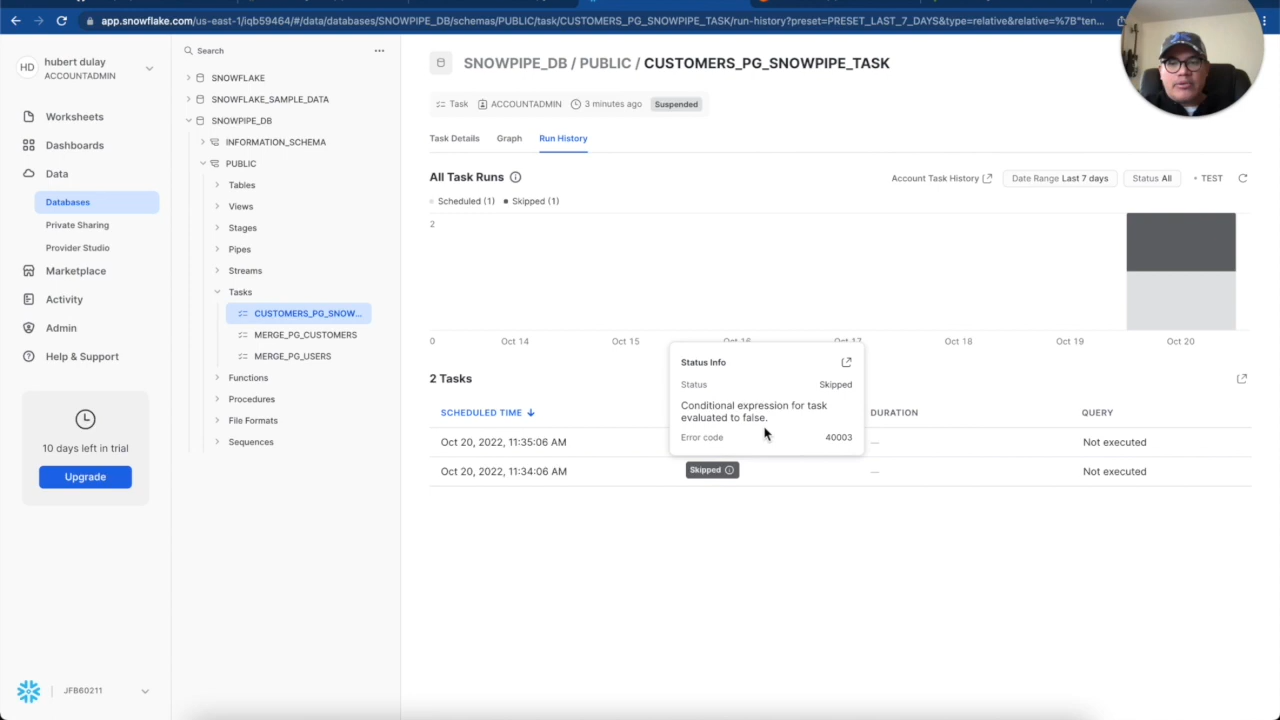 app.snowflake.com/us-east-1/iqb59464/#/data/databases/SNOWPIPE_DB/schemas/PUBLIC/task/CUSTOMERS_PG_SNOWPIPE_TASK/run-history?preset=PRESET_LAST_7_DAYS&type=relative&relative=%7B"ten...
HD
hubert dulay
ACCOUNTADMIN
Worksheets
Dashboards
Data
Databases
Private Sharing
Provider Studio
Marketplace
Activity
Admin
Help & Support
10 days left in trial
Upgrade
JFB60211
Search
SNOWFLAKE
SNOWFLAKE_SAMPLE_DATA
SNOWPIPE_DB
INFORMATION_SCHEMA
PUBLIC
Tables
Views
Stages
Pipes
Streams
Tasks
CUSTOMERS_PG_SNOW...
MERGE_PG_CUSTOMERS
MERGE_PG_USERS
Functions
Procedures
File Formats
Sequences
SNOWPIPE_DB / PUBLIC / CUSTOMERS_PG_SNOWPIPE_TASK
Task ACCOUNTADMIN 3 minutes ago Suspended
Task Details Graph Run History
All Task Runs
Account Task History Date Range Last 7 days Status All TEST
Scheduled (1) Skipped (1)
2
0 Oct 14 Oct 15 Oct 16 Oct 17 Oct 18 Oct 19 Oct 20
2 Tasks
Status Info
Status Skipped
Conditional expression for task
evaluated to false.
Error code 40003
SCHEDULED TIME DURATION QUERY
Oct 20, 2022, 11:35:06 AM — Not executed
Oct 20, 2022, 11:34:06 AM Skipped — Not executed